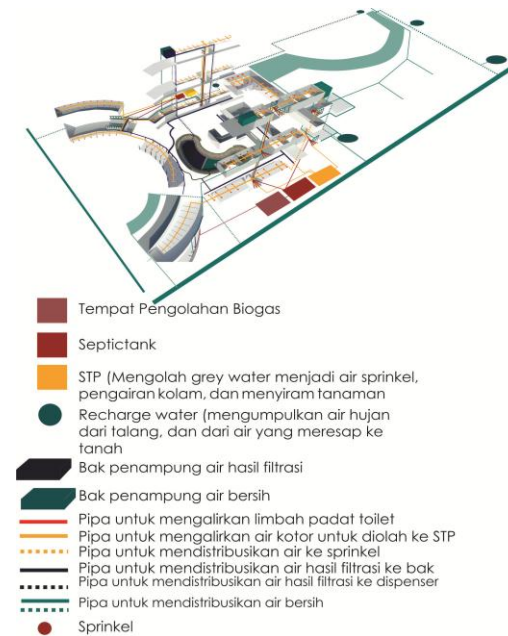 Tempat Pengolahan Biogas
Septictank
STP (Mengolah grey water menjadi air sprinkel,
pengairan kolam, dan menyiram tanaman
Recharge water (mengumpulkan air hujan
dari talang, dan dari air yang meresap ke
tanah
Bak penampung air hasil filtrasi
Bak penampung air bersih
Pipa untuk mengalirkan limbah padat toilet
Pipa untuk mengalirkan air kotor untuk diolah ke STP
Pipa untuk mendistribusikan air ke sprinkel
Pipa untuk mendistribusikan air hasil filtrasi ke bak
Pipa untuk mendistribusikan air hasil filtrasi ke dispenser
Pipa untuk mendistribusikan air bersih
Sprinkel